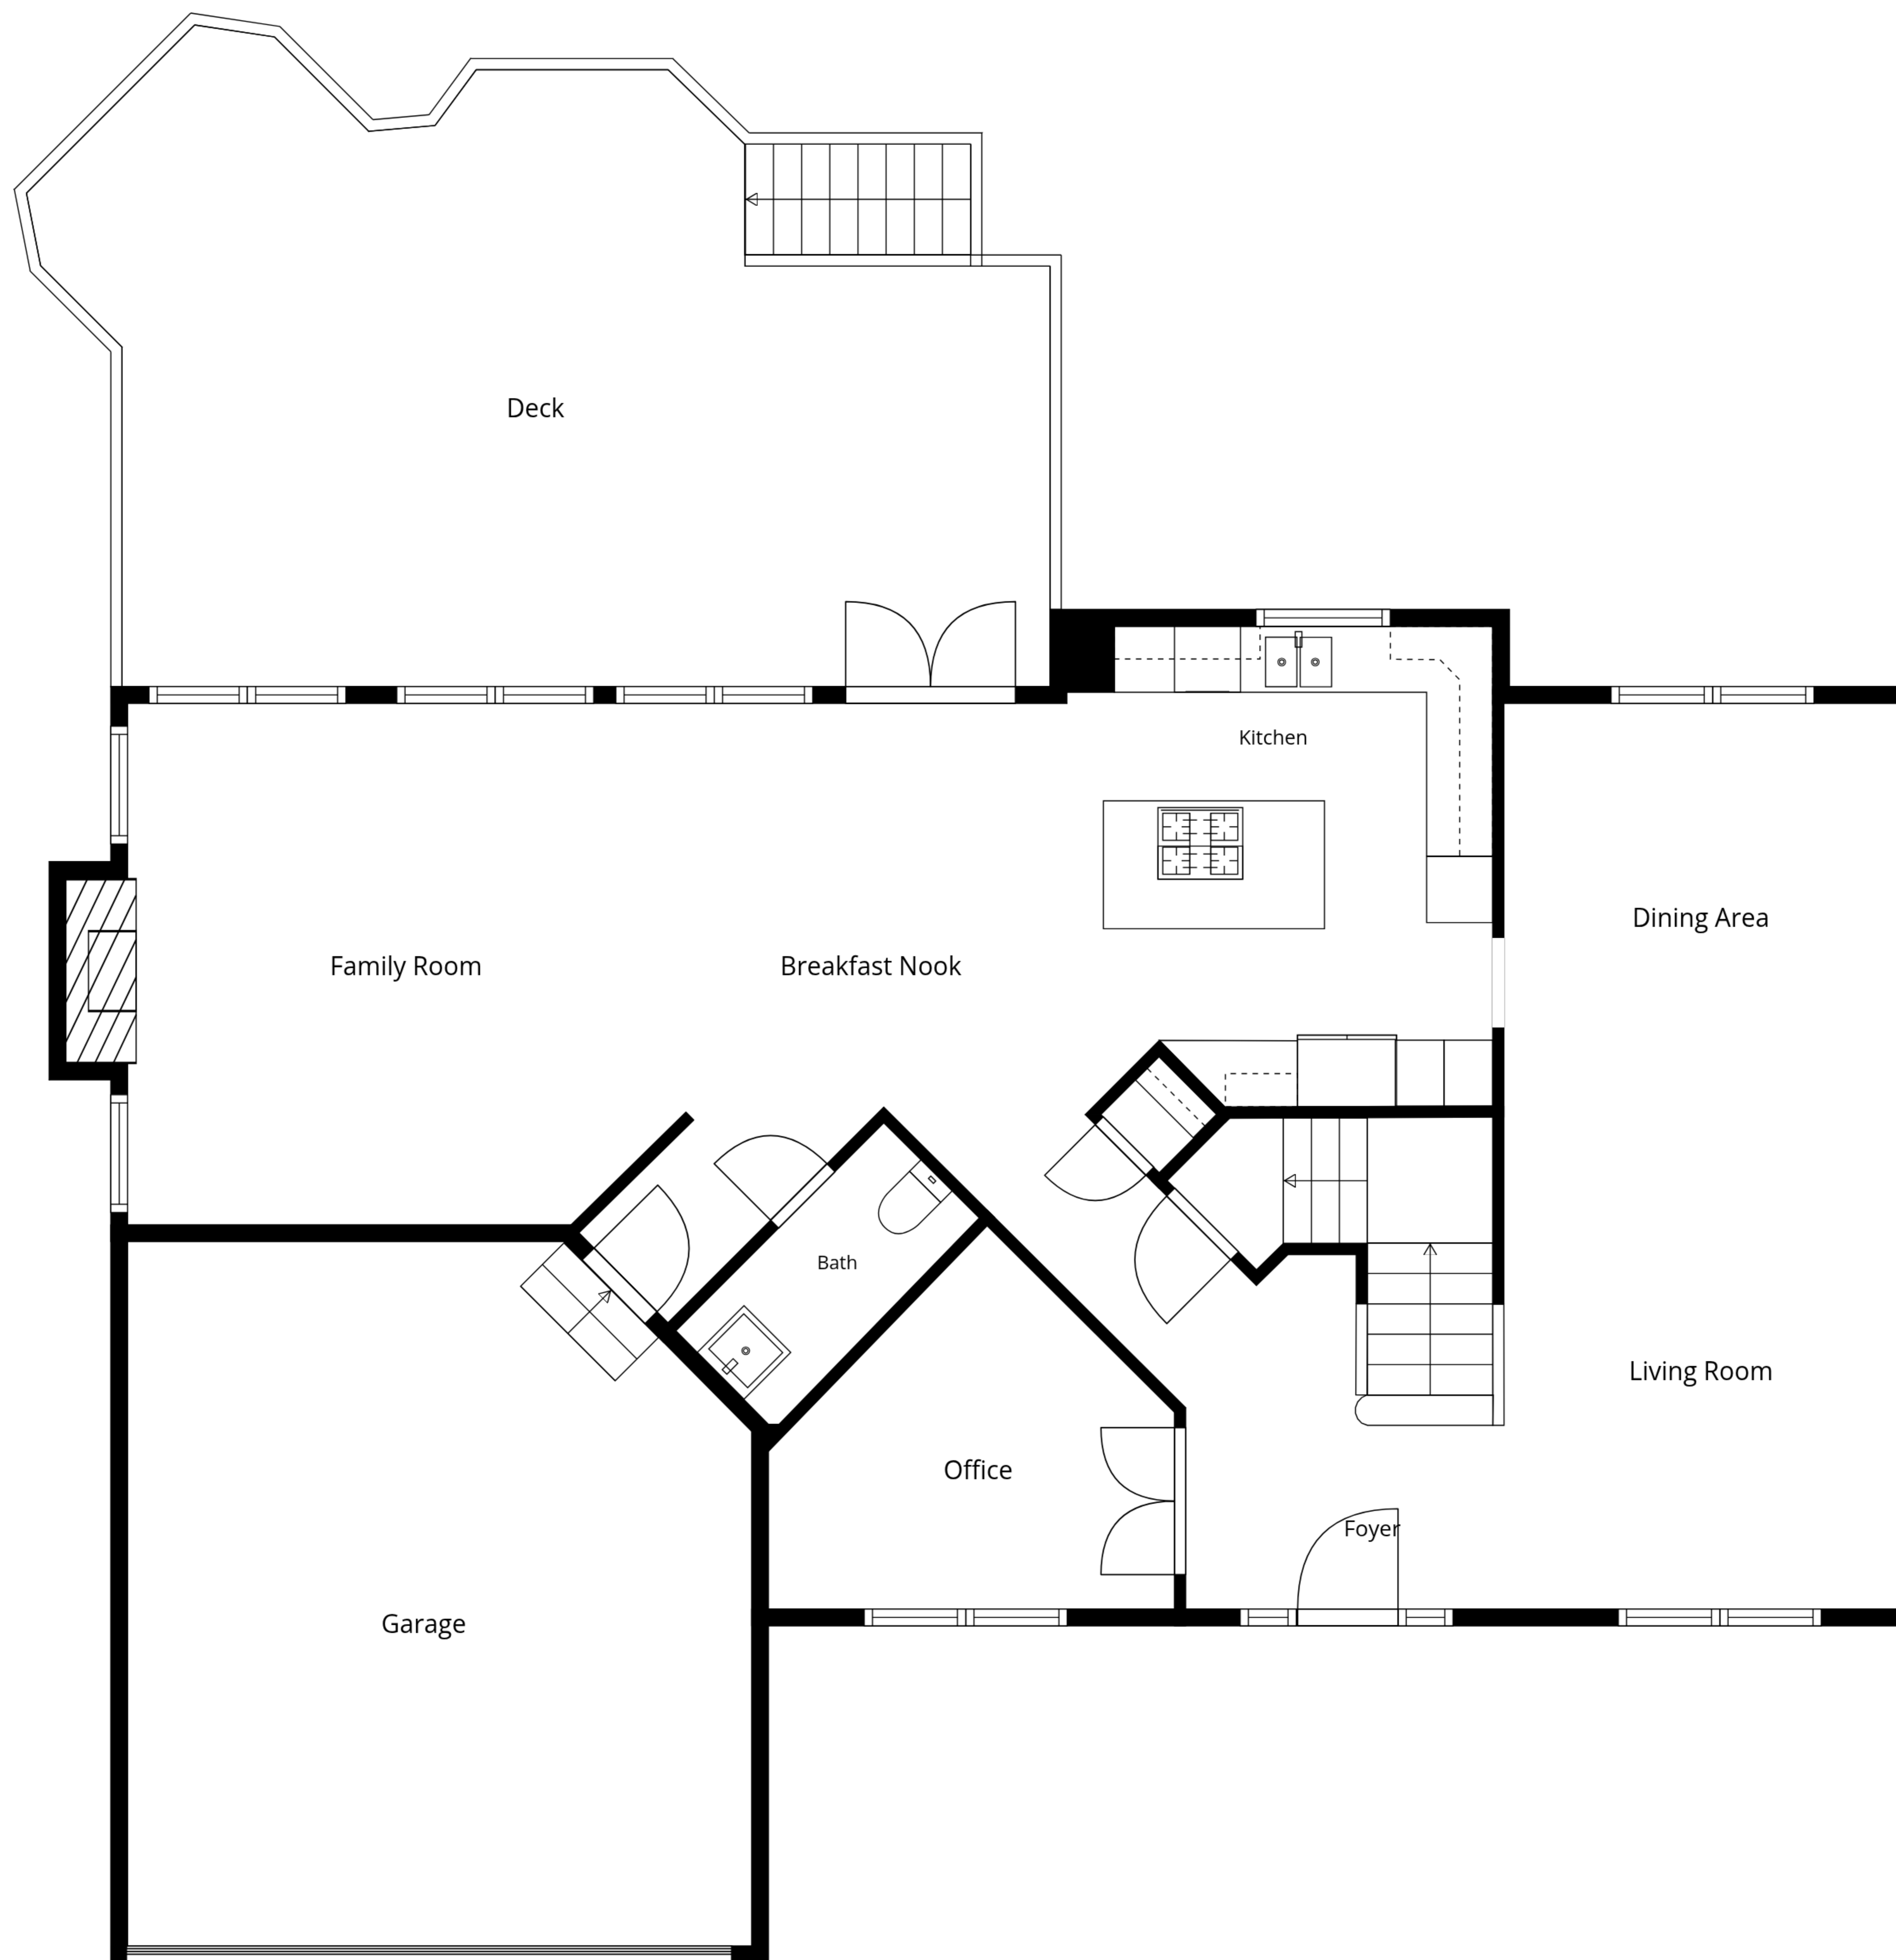 Deck
Kitchen
Dining Area
Family Room
Breakfast Nook
Bath
Living Room
Office
Foyer
Garage